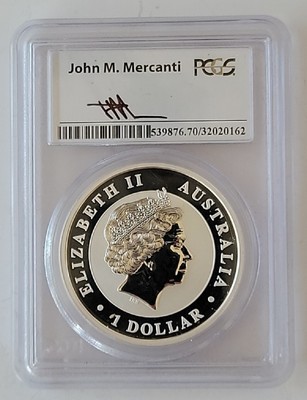 John M. Mercanti PCGS
539876.70/32020162
ELIZABETH II AUSTRALIA
• 1 DOLLAR •